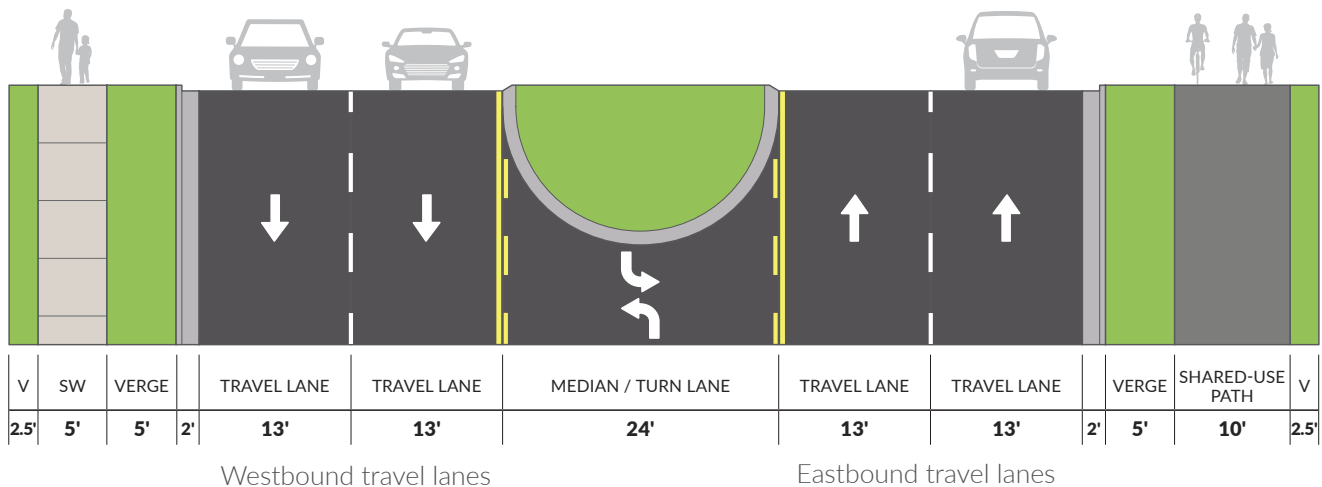 V SW VERGE TRAVEL LANE TRAVEL LANE MEDIAN / TURN LANE TRAVEL LANE TRAVEL LANE VERGE SHARED-USE
PATH V
2.5' 5' 5' 2' 13' 13' 24' 13' 13' 2' 5' 10' 2.5'
Westbound travel lanes Eastbound travel lanes